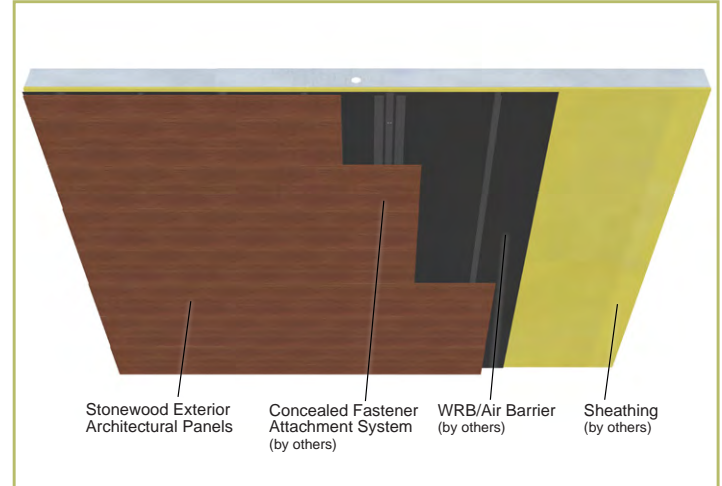 Stonewood Exterior
Architectural Panels
Concealed Fastener
Attachment System
(by others)
WRB/Air Barrier
(by others)
Sheathing
(by others)